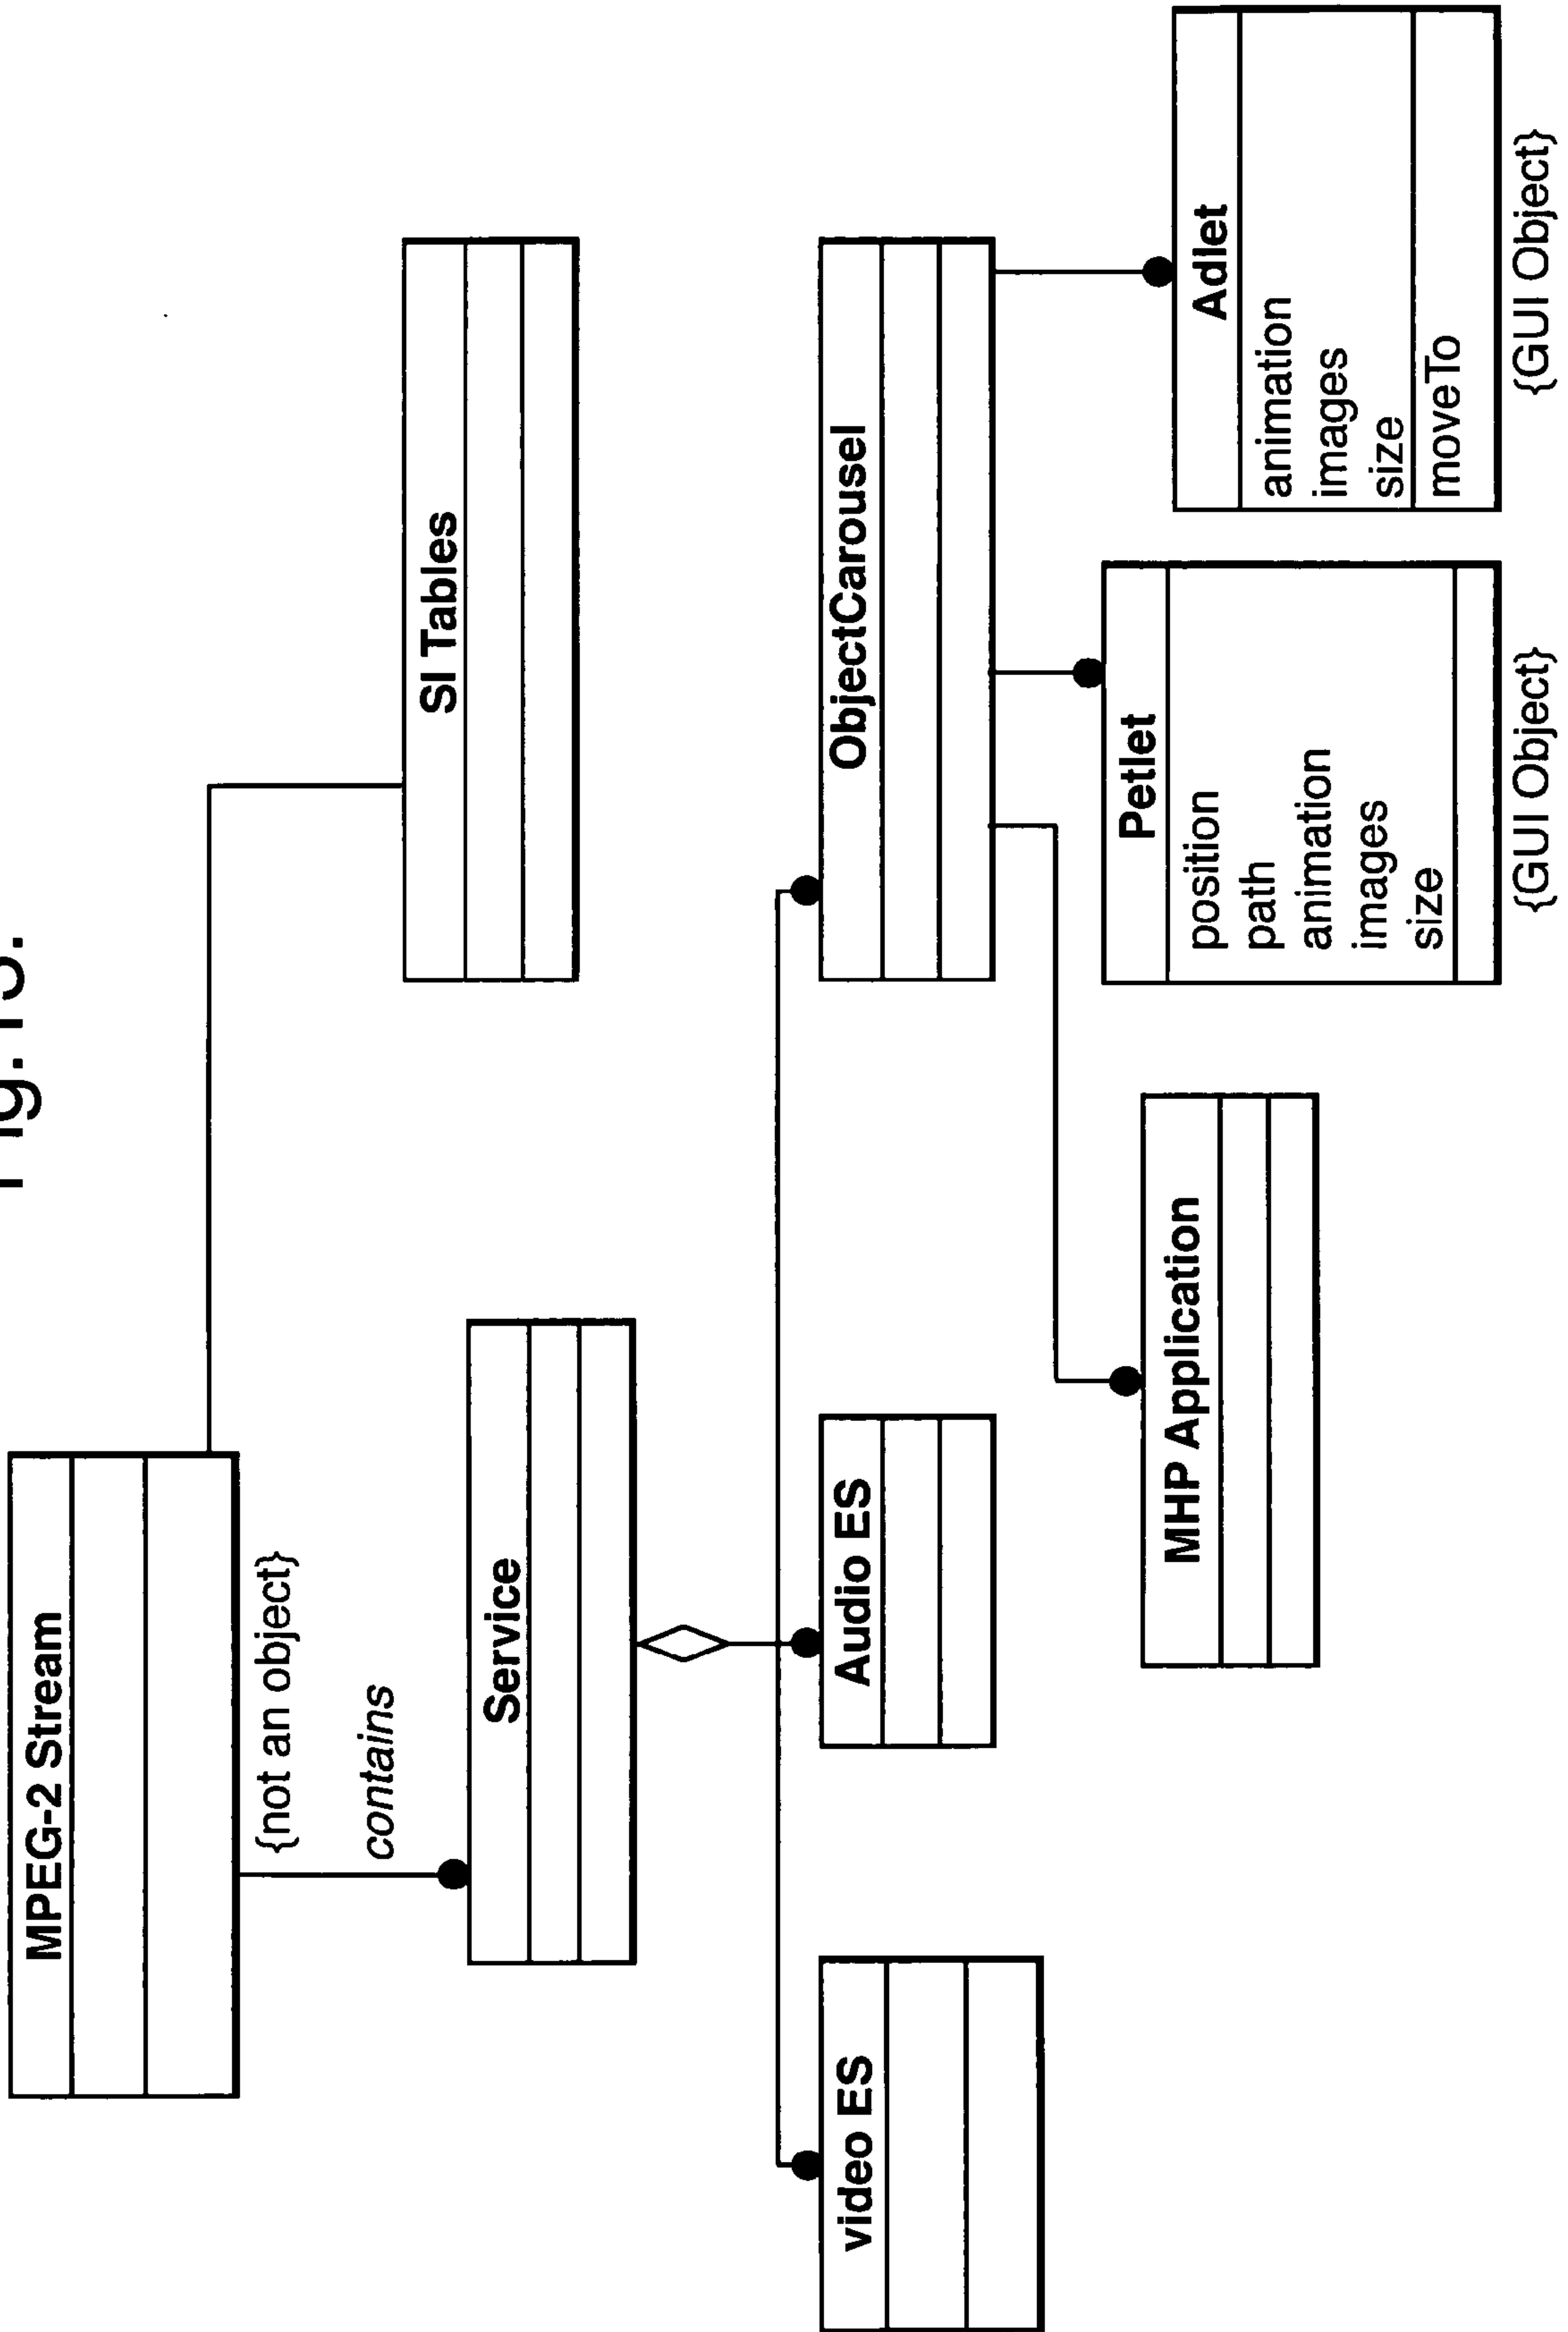 MPEG-2 Stream
{not an object}
contains
SI Tables
Service
video ES
Audio ES
ObjectCarousel
MHP Application
Petlet
position
path
animation
images
size
{GUI Object}
Adlet
animation
images
size
moveTo
{GUI Object}